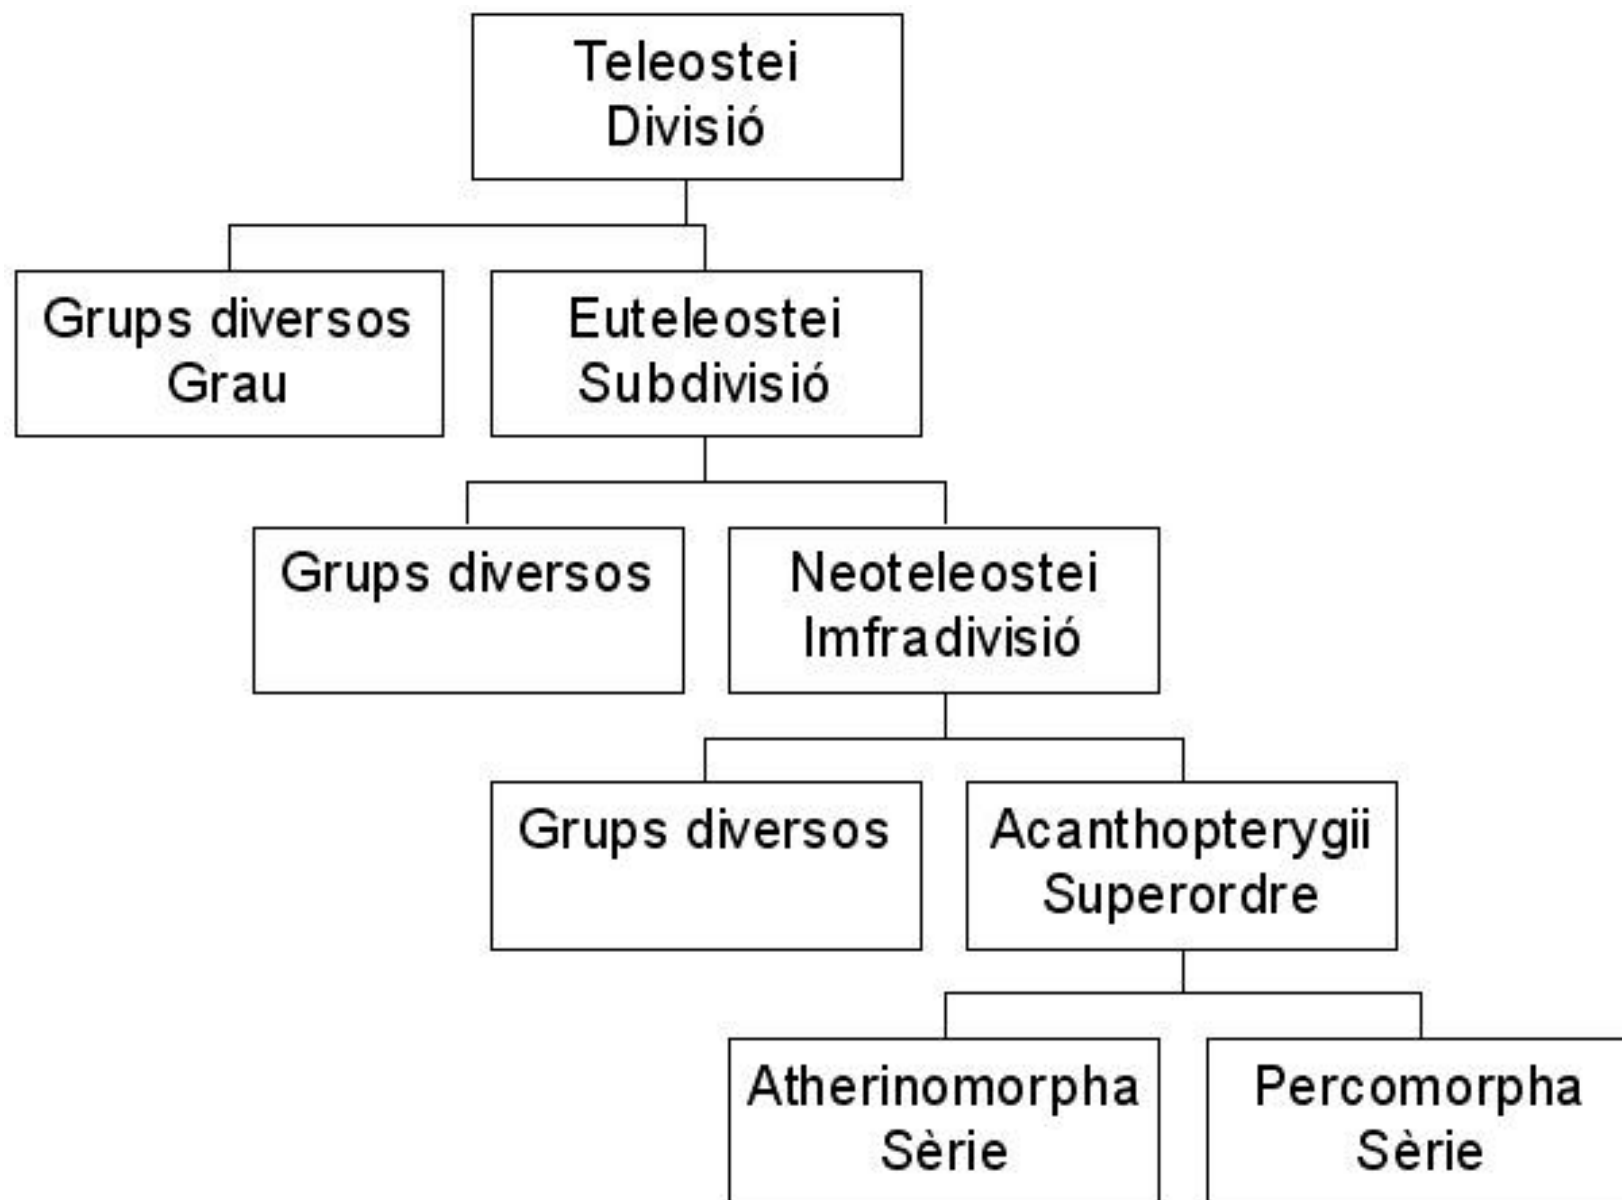 Teleostei
Divisió
Grups diversos
Grau
Euteleostei
Subdivisió
Grups diversos
Neoteleostei
Imfradivisió
Grups diversos
Acanthopterygii
Superordre
Atherinomorpha
Sèrie
Percomorpha
Sèrie